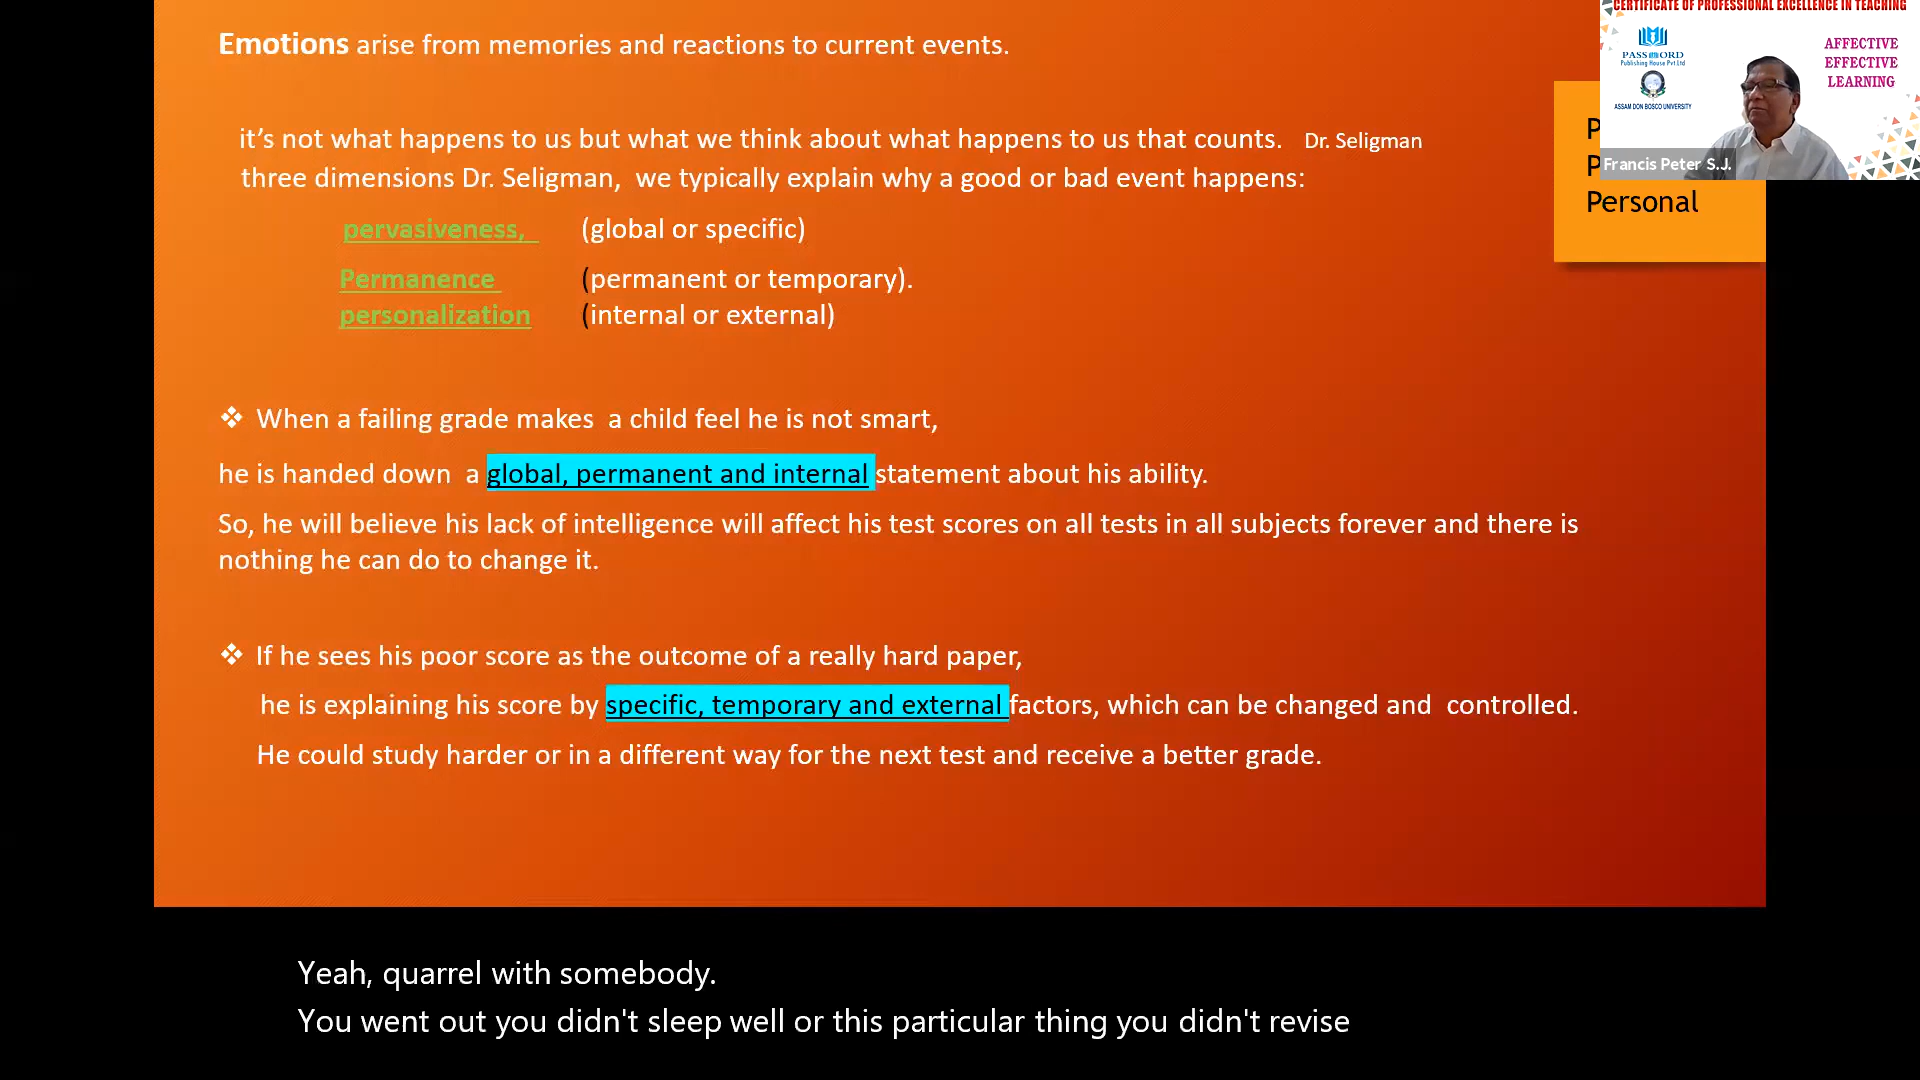 Emotions arise from memories and reactions to current events.
it's not what happens to us but what we think about what happens to us that counts. Dr. Seligman
three dimensions Dr. Seligman, we typically explain why a good or bad event happens:
pervasiveness, (global or specific)
Permanence (permanent or temporary).
personalization (internal or external)
❖ When a failing grade makes a child feel he is not smart,
he is handed down a global, permanent and internal statement about his ability.
So, he will believe his lack of intelligence will affect his test scores on all tests in all subjects forever and there is
nothing he can do to change it.
❖ If he sees his poor score as the outcome of a really hard paper,
he is explaining his score by specific, temporary and external factors, which can be changed and controlled.
He could study harder or in a different way for the next test and receive a better grade.
P
P
Personal
CERTIFICATE OF PROFESSIONAL EXCELLENCE IN TEACHING
PASSWORD
Publishing House Pvt Ltd
ASSAM DON BOSCO UNIVERSITY
AFFECTIVE
EFFECTIVE
LEARNING
Francis Peter S.J.
Yeah, quarrel with somebody.
You went out you didn't sleep well or this particular thing you didn't revise